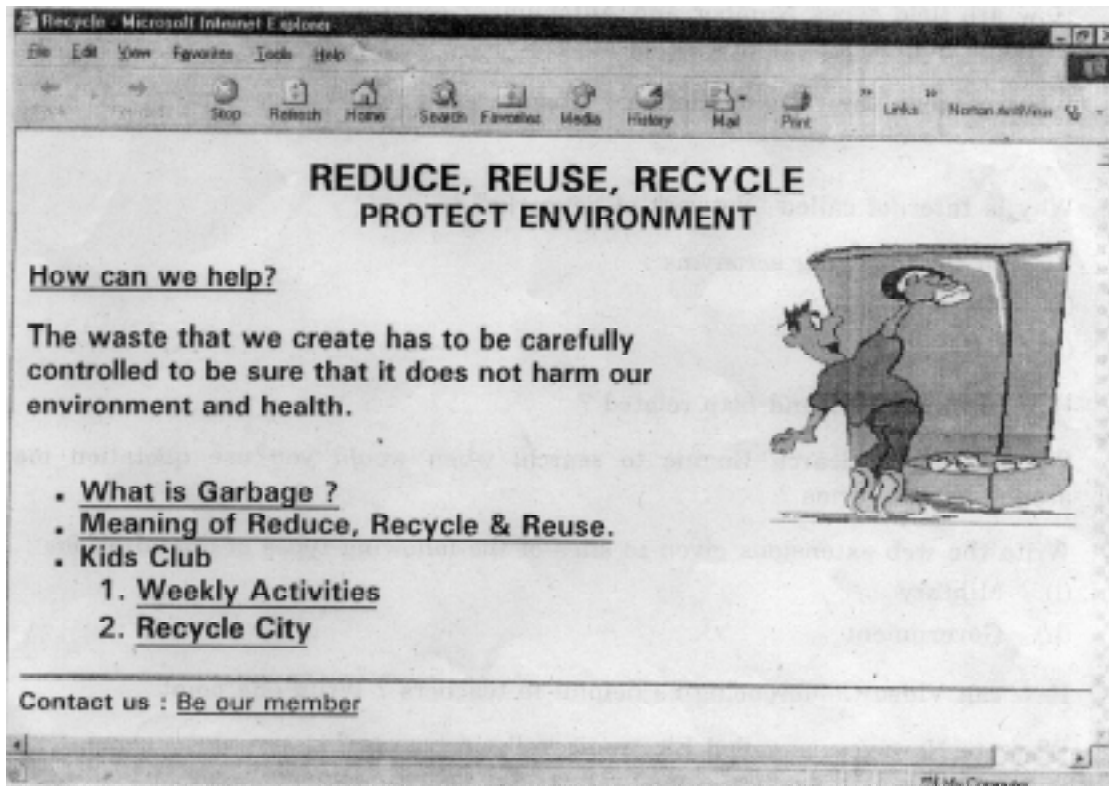 Recycle - Microsoft Internet Explorer
File Edit View Favorites Tools Help
Stop Refresh Home Search Favorites Media History Mail Print Links Norton AntiVirus
REDUCE, REUSE, RECYCLE
PROTECT ENVIRONMENT
How can we help?
The waste that we create has to be carefully
controlled to be sure that it does not harm our
environment and health.
• What is Garbage ?
• Meaning of Reduce, Recycle & Reuse.
• Kids Club
1. Weekly Activities
2. Recycle City
Contact us : Be our member
My Computer